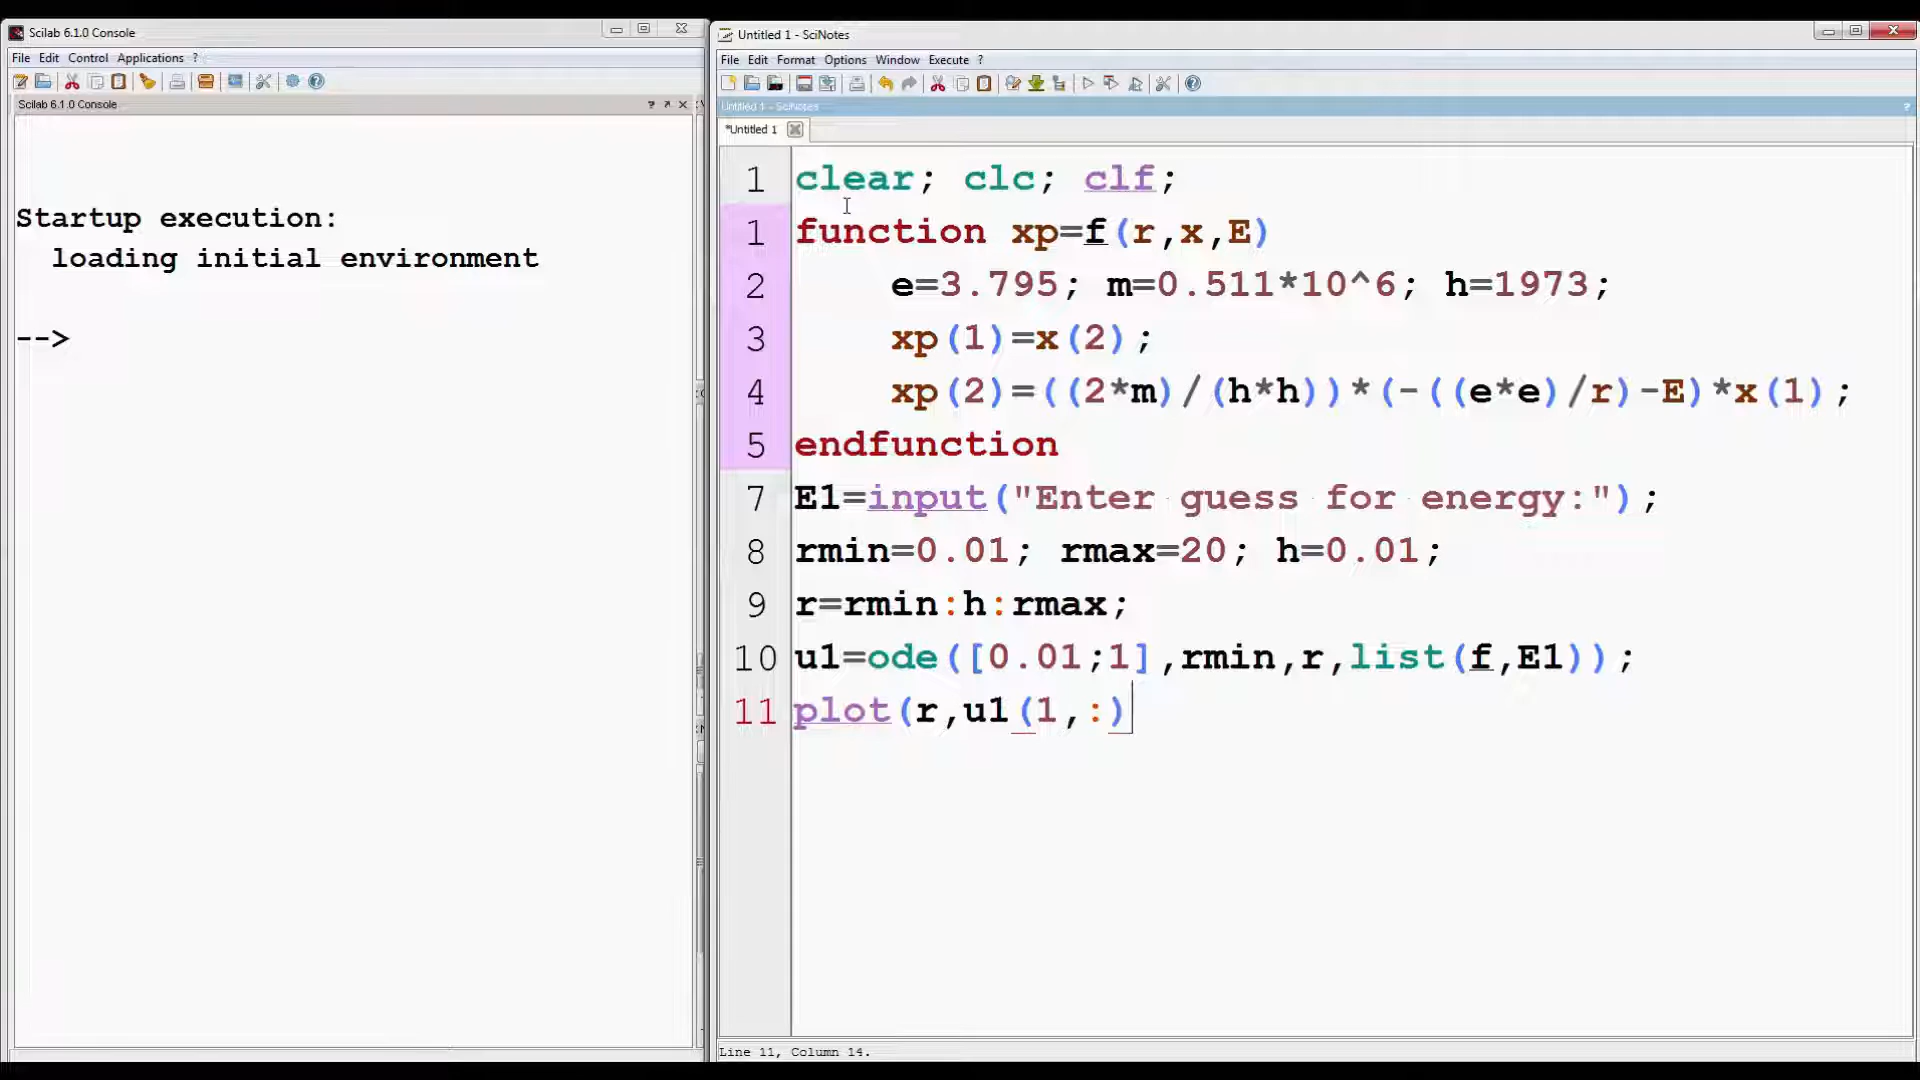 Scilab 6.1.0 Console
File Edit Control Applications ?
Scilab 6.1.0 Console
Startup execution:
loading initial environment
-->
Untitled 1 - SciNotes
File Edit Format Options Window Execute ?
Untitled 1 - SciNotes
*Untitled 1
1 clear; clc; clf;
1 function xp=f(r,x,E)
2 e=3.795; m=0.511*10^6; h=1973;
3 xp(1)=x(2);
4 xp(2)=((2*m)/(h*h))*(-((e*e)/r)-E)*x(1);
5 endfunction
7 E1=input("Enter guess for energy:");
8 rmin=0.01; rmax=20; h=0.01;
9 r=rmin:h:rmax;
10 u1=ode([0.01;1],rmin,r,list(f,E1));
11 plot(r,u1(1,:)
Line 11, Column 14.